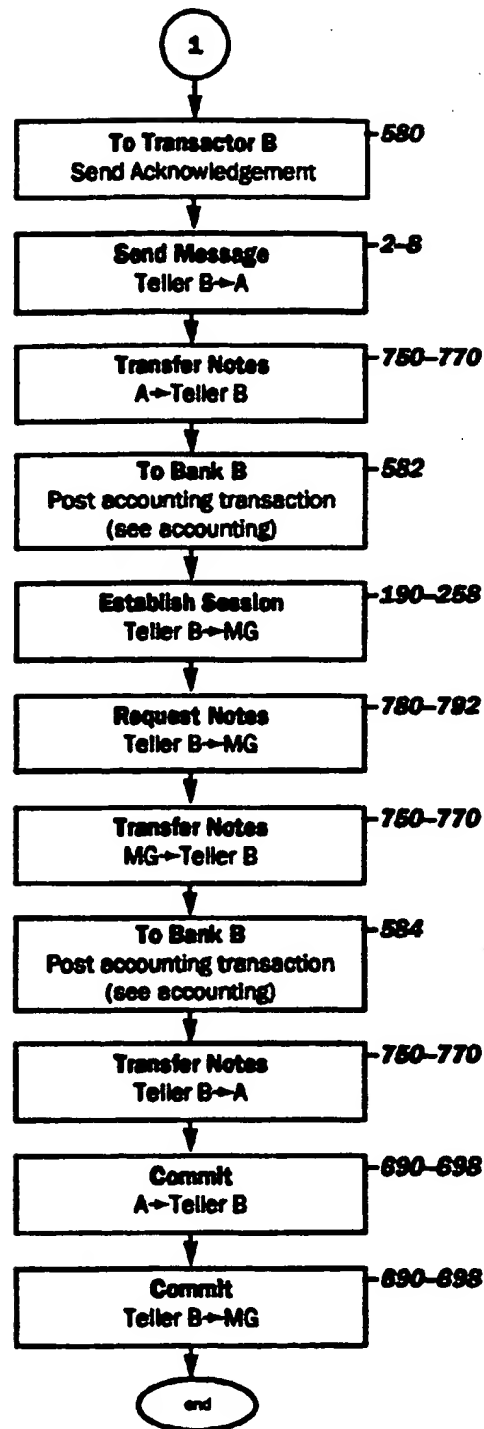 1
To Transactor B
Send Acknowledgement
580
Send Message
Teller B→A
2–8
Transfer Notes
A→Teller B
750–770
To Bank B
Post accounting transaction
(see accounting)
582
Establish Session
Teller B→MG
190–258
Request Notes
Teller B→MG
780–792
Transfer Notes
MG→Teller B
750–770
To Bank B
Post accounting transaction
(see accounting)
584
Transfer Notes
Teller B→A
750–770
Commit
A→Teller B
690–698
Commit
Teller B→MG
690–698
end